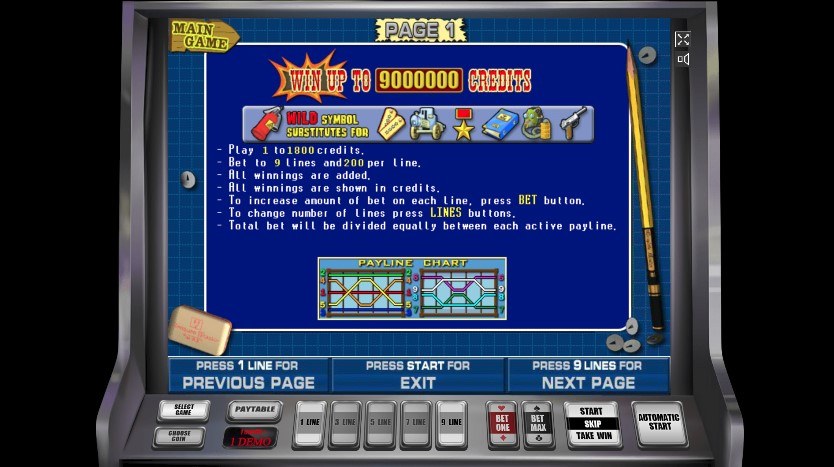 MAIN
GAME
PAGE 1
WIN UP TO 9000000 CREDITS
WILD SYMBOL
SUBSTITUTES FOR
- Play 1 to 1800 credits.
- Bet to 9 lines and 200 per line.
- All winnings are added.
- All winnings are shown in credits.
- To increase amount of bet on each line, press BET button.
- To change number of lines press LINES buttons.
- Total bet will be divided equally between each active payline.
PAYLINE CHART
PRESS 1 LINE FOR
PREVIOUS PAGE
PRESS START FOR
EXIT
PRESS 9 LINES FOR
NEXT PAGE
SELECT
GAME
PAYTABLE
CHOOSE
COIN
1 DEMO
1 LINE
3 LINE
5 LINE
7 LINE
9 LINE
BET
ONE
BET
MAX
START
SKIP
TAKE WIN
AUTOMATIC
START